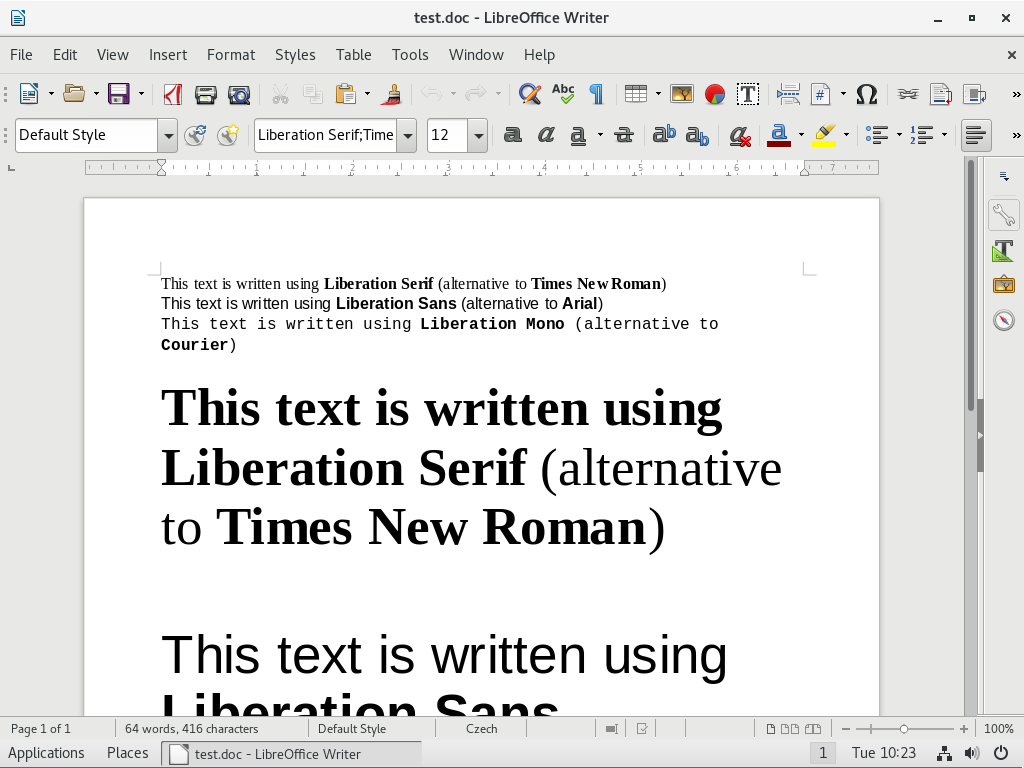 test.doc - LibreOffice Writer
File Edit View Insert Format Styles Table Tools Window Help
Default Style Liberation Serif;Time 12
1 2 3 4 5 6 7
This text is written using Liberation Serif (alternative to Times New Roman)
This text is written using Liberation Sans (alternative to Arial)
This text is written using Liberation Mono (alternative to
Courier)
This text is written using
Liberation Serif (alternative
to Times New Roman)
This text is written using
Liberation Sans
Page 1 of 1 64 words, 416 characters Default Style Czech 100%
Applications Places test.doc - LibreOffice Writer 1 Tue 10:23